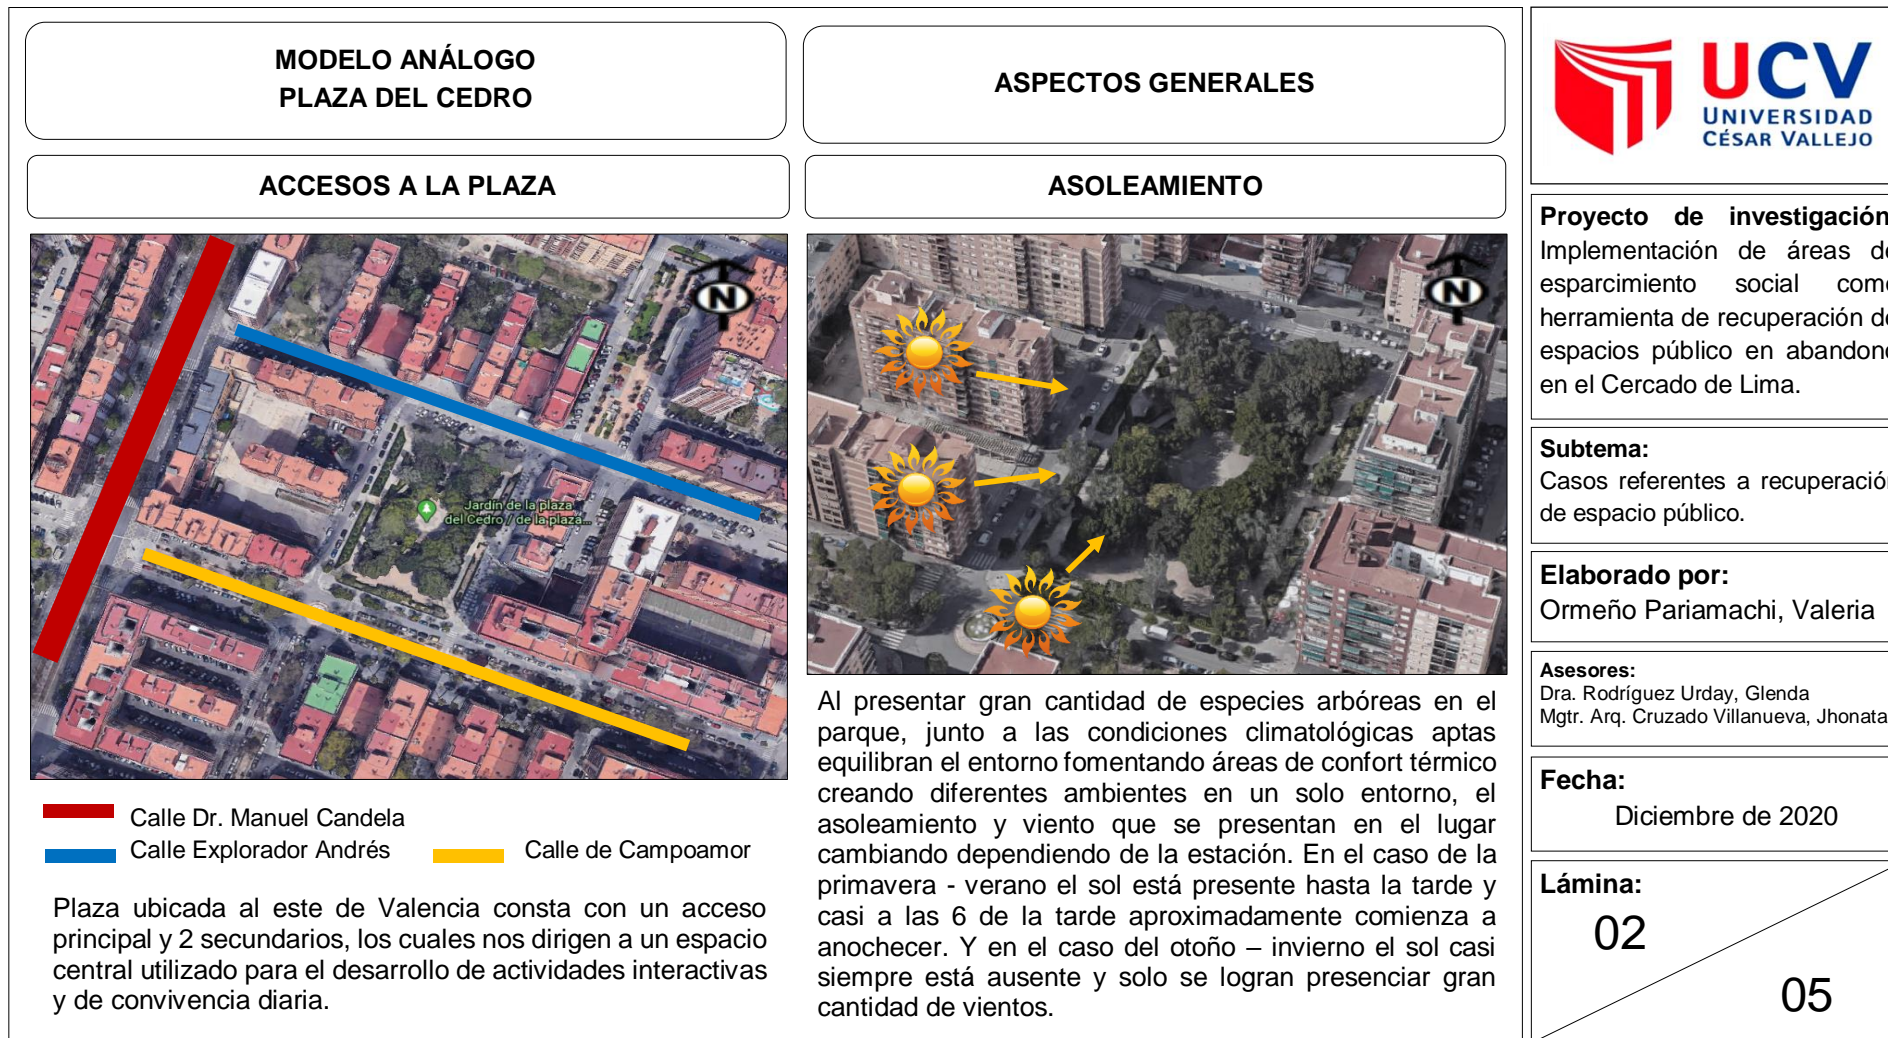 MODELO ANÁLOGO
PLAZA DEL CEDRO
ASPECTOS GENERALES
ACCESOS A LA PLAZA
ASOLEAMIENTO
N
Jardín de la plaza
del Cedro / de la plaza...
N
Calle Dr. Manuel Candela
Calle Explorador Andrés
Calle de Campoamor
Plaza ubicada al este de Valencia consta con un acceso
principal y 2 secundarios, los cuales nos dirigen a un espacio
central utilizado para el desarrollo de actividades interactivas
y de convivencia diaria.
Al presentar gran cantidad de especies arbóreas en el
parque, junto a las condiciones climatológicas aptas
equilibran el entorno fomentando áreas de confort térmico
creando diferentes ambientes en un solo entorno, el
asoleamiento y viento que se presentan en el lugar
cambiando dependiendo de la estación. En el caso de la
primavera - verano el sol está presente hasta la tarde y
casi a las 6 de la tarde aproximadamente comienza a
anochecer. Y en el caso del otoño – invierno el sol casi
siempre está ausente y solo se logran presenciar gran
cantidad de vientos.
UCV
UNIVERSIDAD
CÉSAR VALLEJO
Proyecto de investigación
Implementación de áreas de
esparcimiento social como
herramienta de recuperación de
espacios público en abandono
en el Cercado de Lima.
Subtema:
Casos referentes a recuperación
de espacio público.
Elaborado por:
Ormeño Pariamachi, Valeria
Asesores:
Dra. Rodríguez Urday, Glenda
Mgtr. Arq. Cruzado Villanueva, Jhonata
Fecha:
Diciembre de 2020
Lámina:
02
05